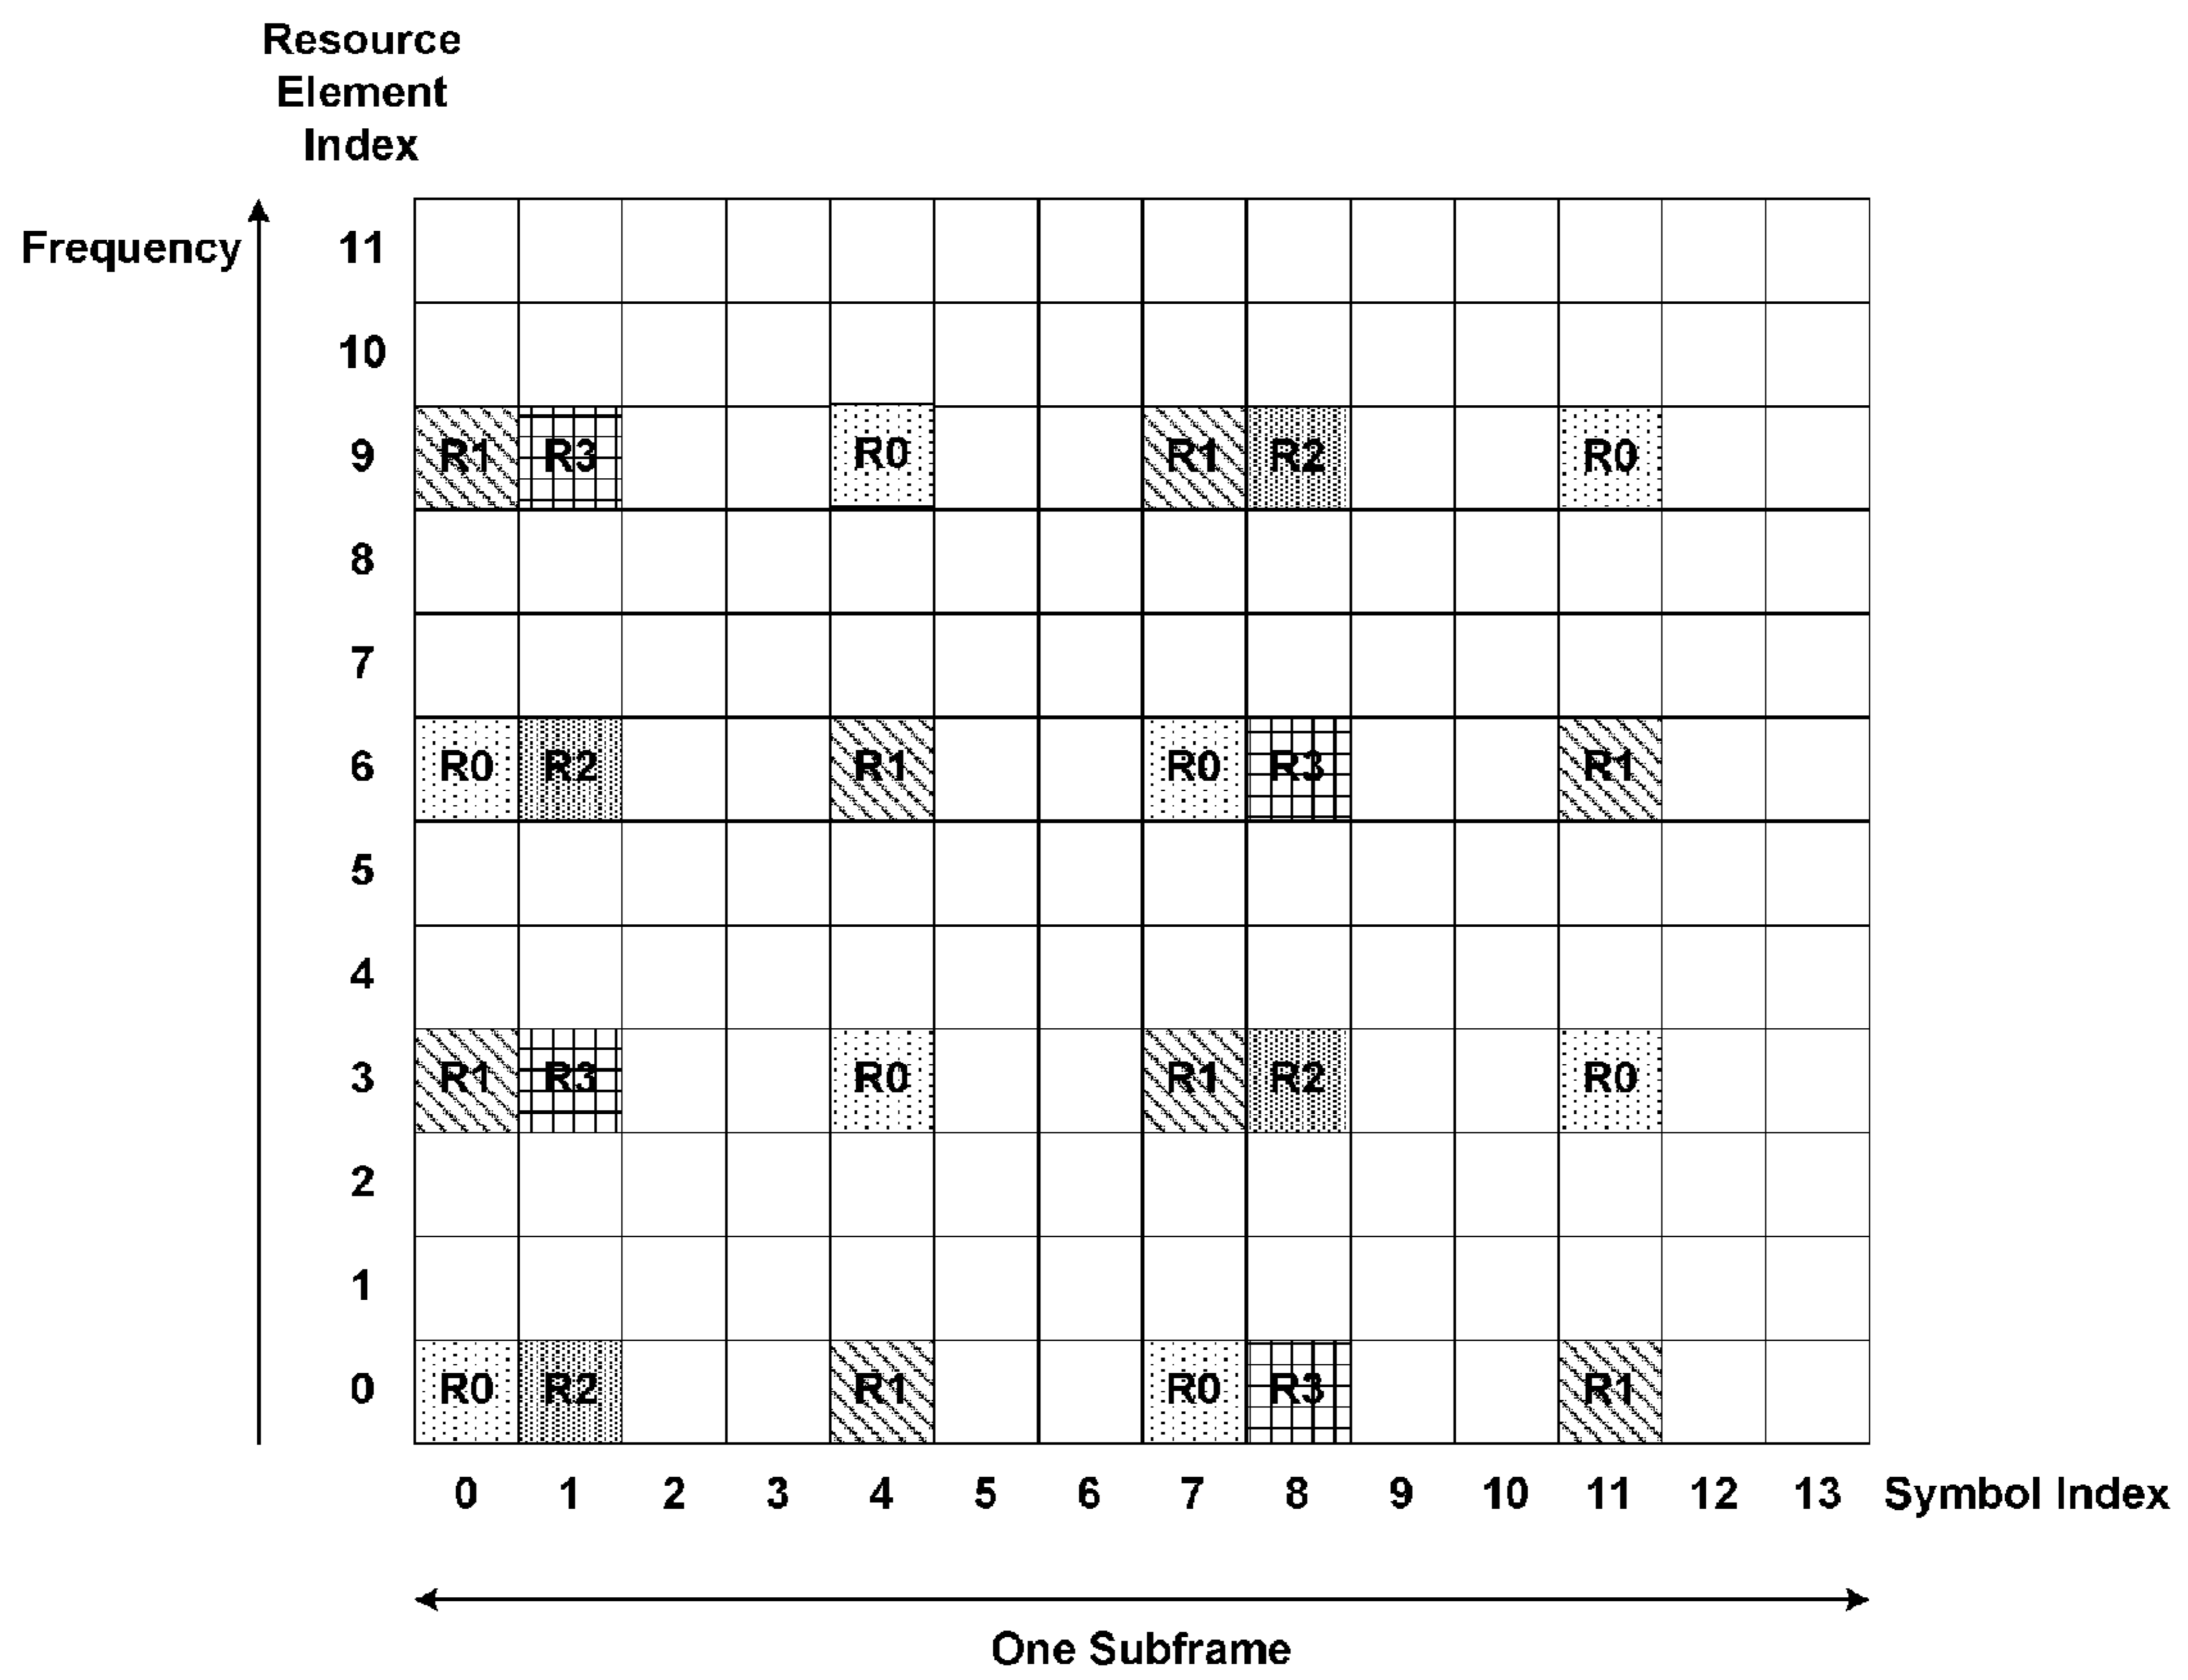 Resource
Element
Index
Frequency
11
10
9 R1 R3 R0 R1 R2 R0
8
7
6 R0 R2 R1 R0 R3 R1
5
4
3 R1 R3 R0 R1 R2 R0
2
1
0 R0 R2 R1 R0 R3 R1
0 1 2 3 4 5 6 7 8 9 10 11 12 13 Symbol Index
One Subframe